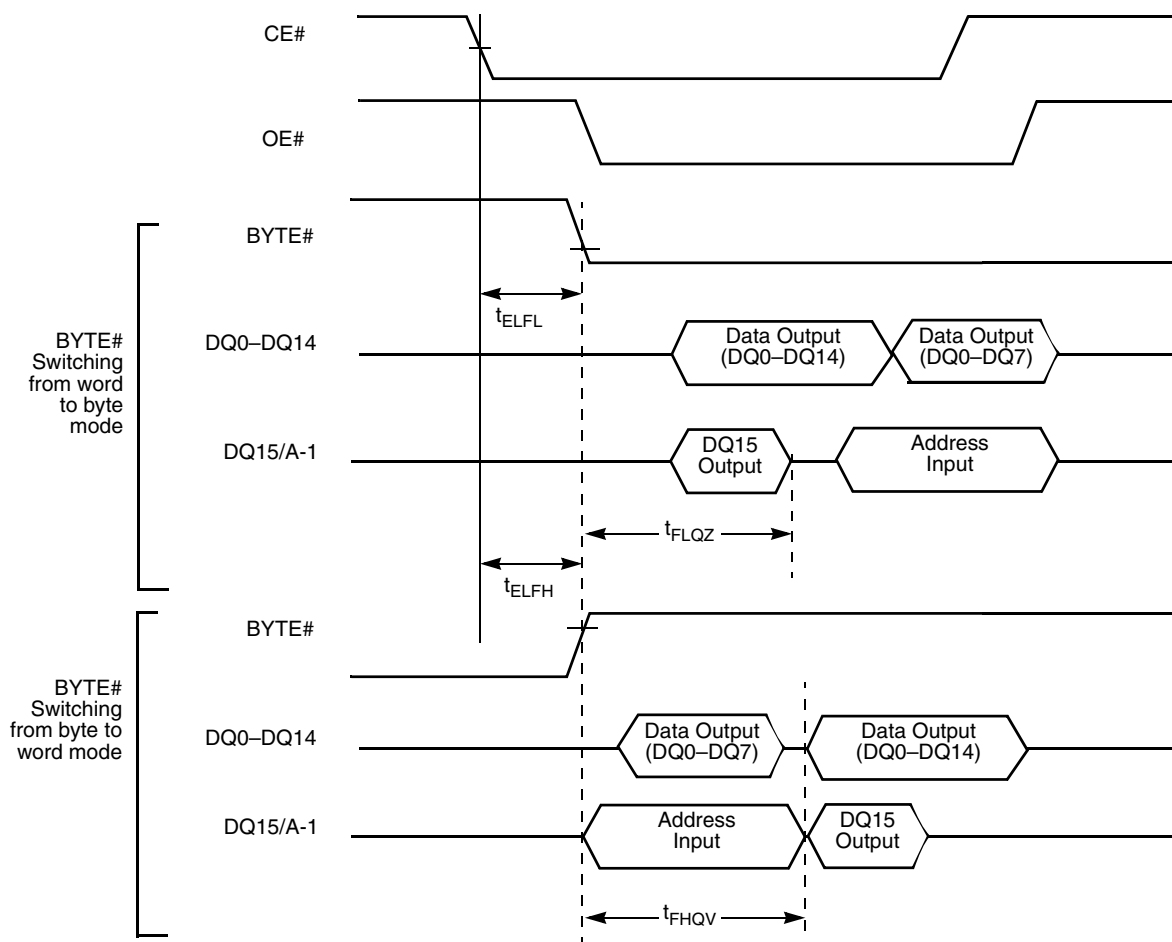 CE#
OE#
BYTE#
tELFL
BYTE#
Switching
from word
to byte
mode
DQ0–DQ14
Data Output
(DQ0–DQ14)
Data Output
(DQ0–DQ7)
DQ15/A-1
DQ15
Output
Address
Input
tFLQZ
tELFH
BYTE#
BYTE#
Switching
from byte to
word mode
DQ0–DQ14
Data Output
(DQ0–DQ7)
Data Output
(DQ0–DQ14)
DQ15/A-1
Address
Input
DQ15
Output
tFHQV